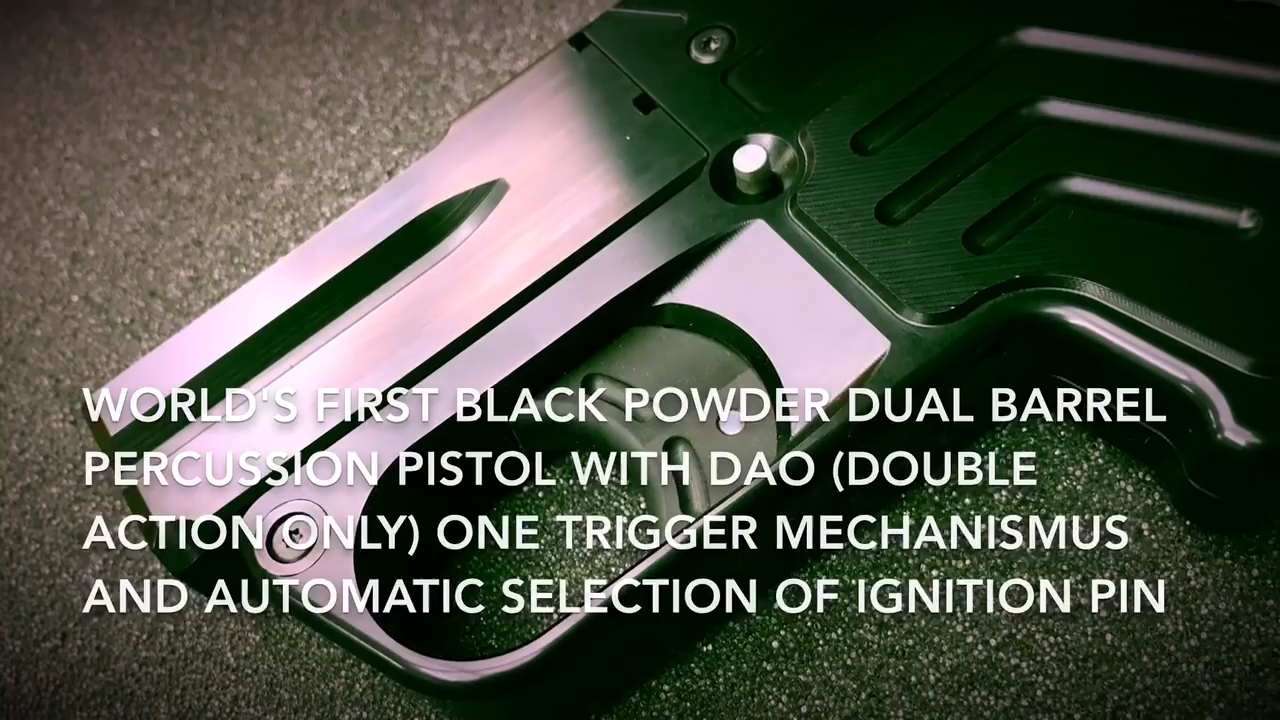 WORLD'S FIRST BLACK POWDER DUAL BARREL
PERCUSSION PISTOL WITH DAO (DOUBLE
ACTION ONLY) ONE TRIGGER MECHANISMUS
AND AUTOMATIC SELECTION OF IGNITION PIN